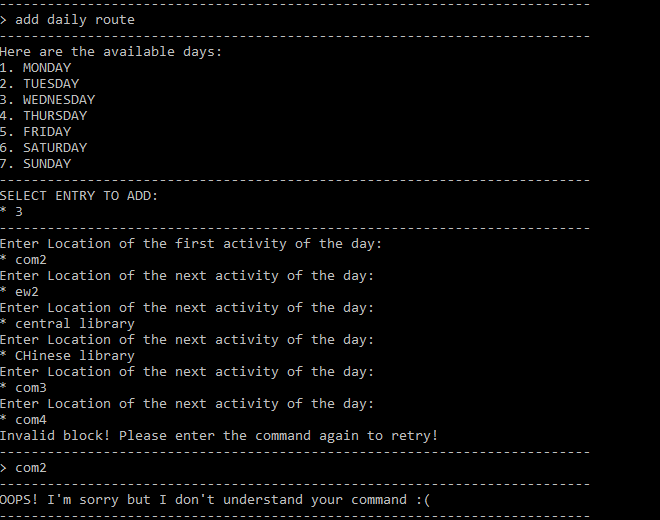 --------------------------------------------------------------------------
> add daily route
--------------------------------------------------------------------------
Here are the available days:
1. MONDAY
2. TUESDAY
3. WEDNESDAY
4. THURSDAY
5. FRIDAY
6. SATURDAY
7. SUNDAY
--------------------------------------------------------------------------
SELECT ENTRY TO ADD:
* 3
--------------------------------------------------------------------------
Enter Location of the first activity of the day:
* com2
Enter Location of the next activity of the day:
* ew2
Enter Location of the next activity of the day:
* central library
Enter Location of the next activity of the day:
* CHinese library
Enter Location of the next activity of the day:
* com3
Enter Location of the next activity of the day:
* com4
Invalid block! Please enter the command again to retry!
--------------------------------------------------------------------------
> com2
--------------------------------------------------------------------------
OOPS! I'm sorry but I don't understand your command :(
--------------------------------------------------------------------------